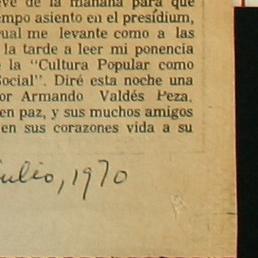 eve de la mañana para que
empo asiento en el presídium,
ual me levante como a las
la tarde a leer mi ponencia
e la "Cultura Popular como
Social". Diré esta noche una
or Armando Valdés Peza,
en paz, y sus muchos amigos
en sus corazones vida a su
Julio, 1970